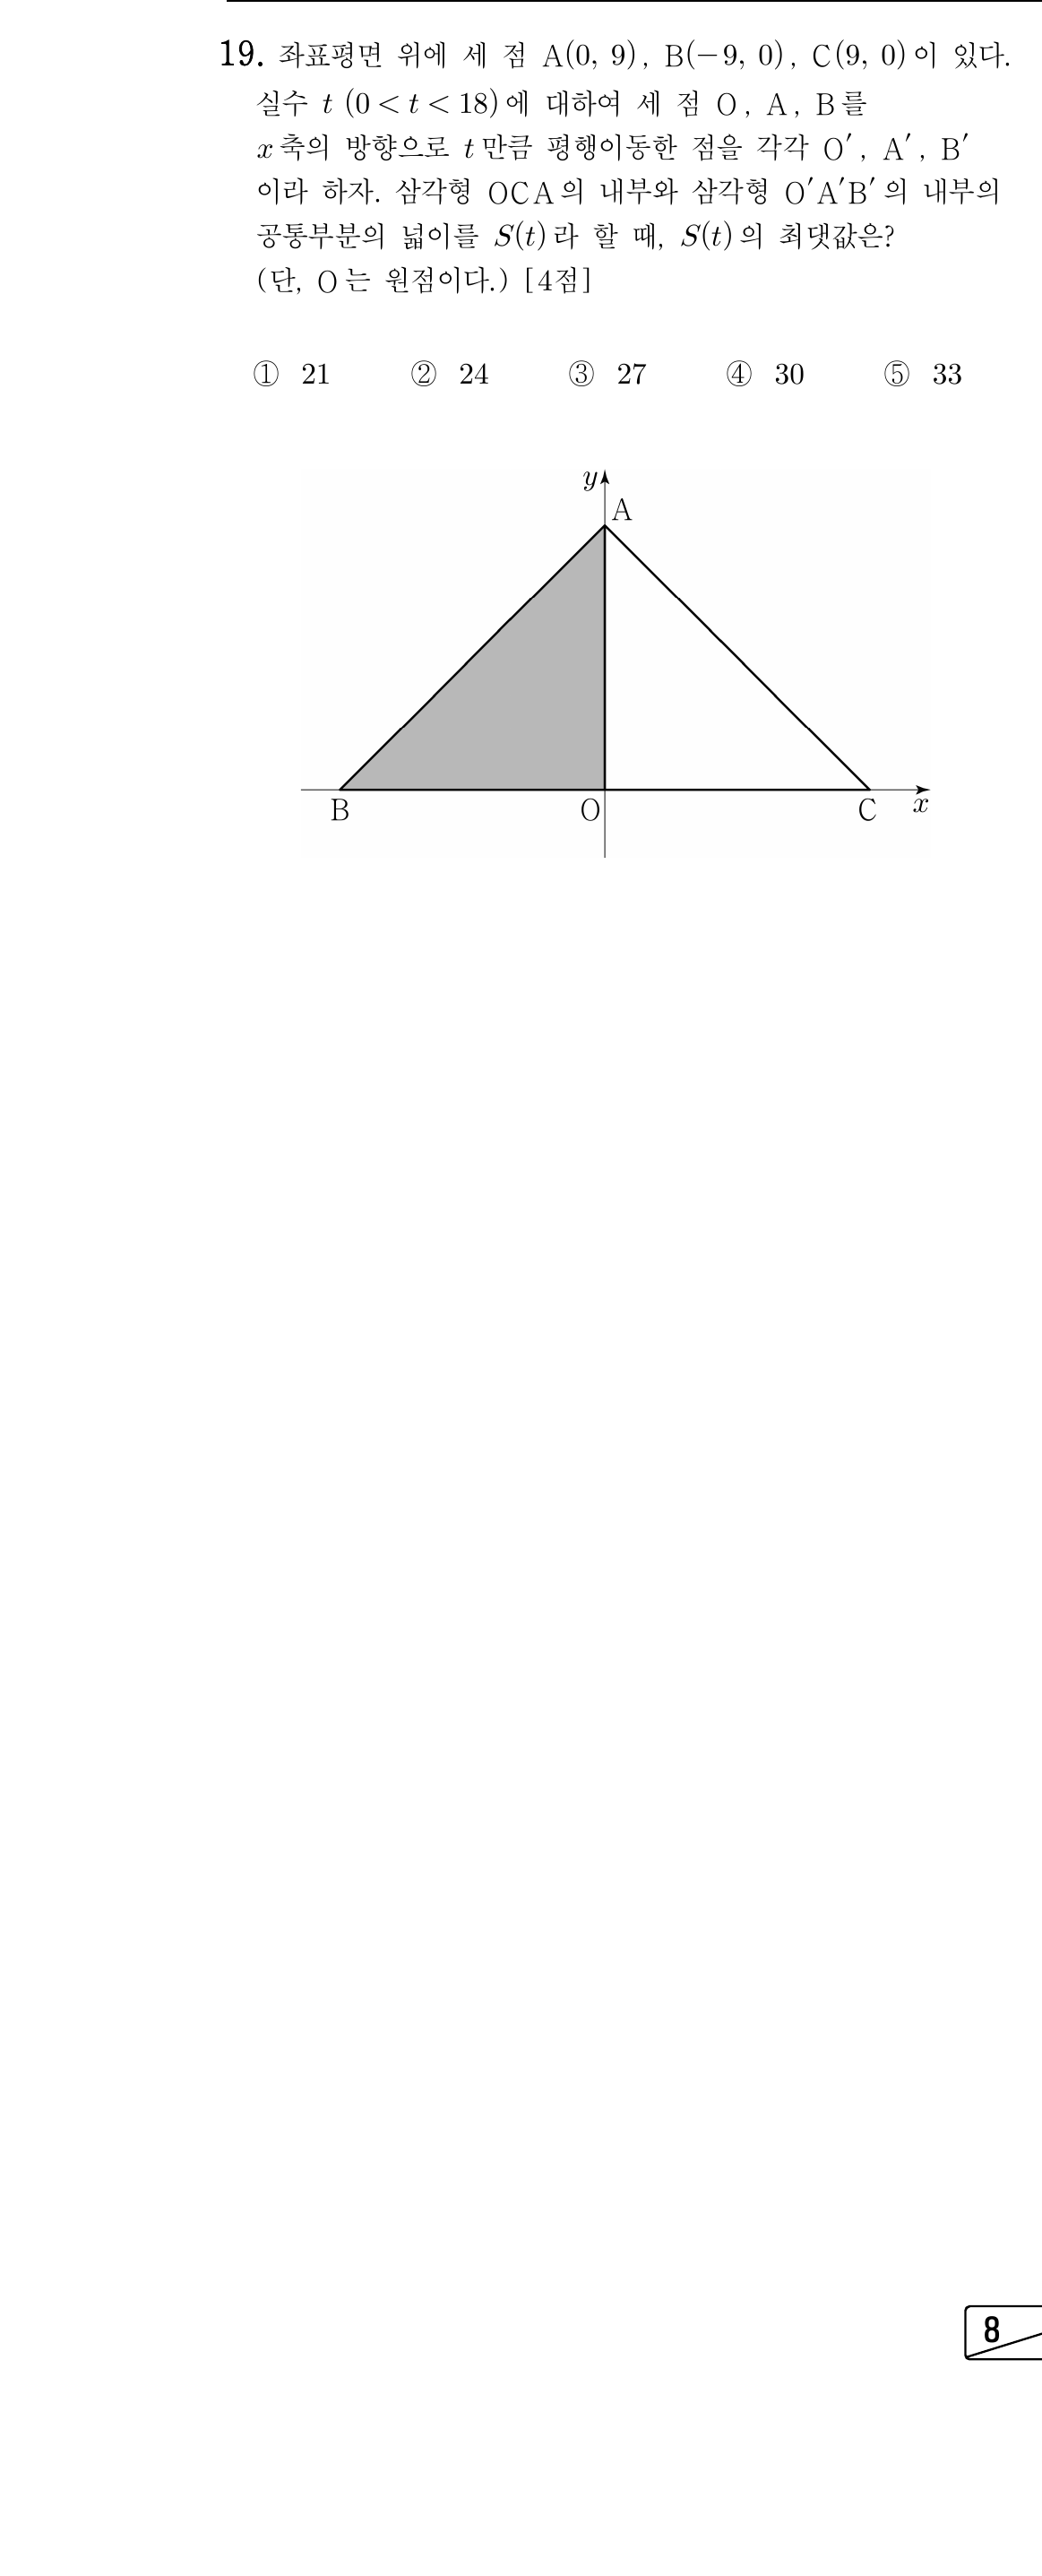 19. 좌표평면 위에 세 점 A(0, 9), B(−9, 0), C(9, 0)이 있다.
실수 t (0 < t < 18)에 대하여 세 점 O, A, B를
x축의 방향으로 t만큼 평행이동한 점을 각각 O′, A′, B′
이라 하자. 삼각형 OCA의 내부와 삼각형 O′A′B′의 내부의
공통부분의 넓이를 S(t)라 할 때, S(t)의 최댓값은?
(단, O는 원점이다.) [4점]
① 21 ② 24 ③ 27 ④ 30 ⑤ 33
y
A
B O C x
8